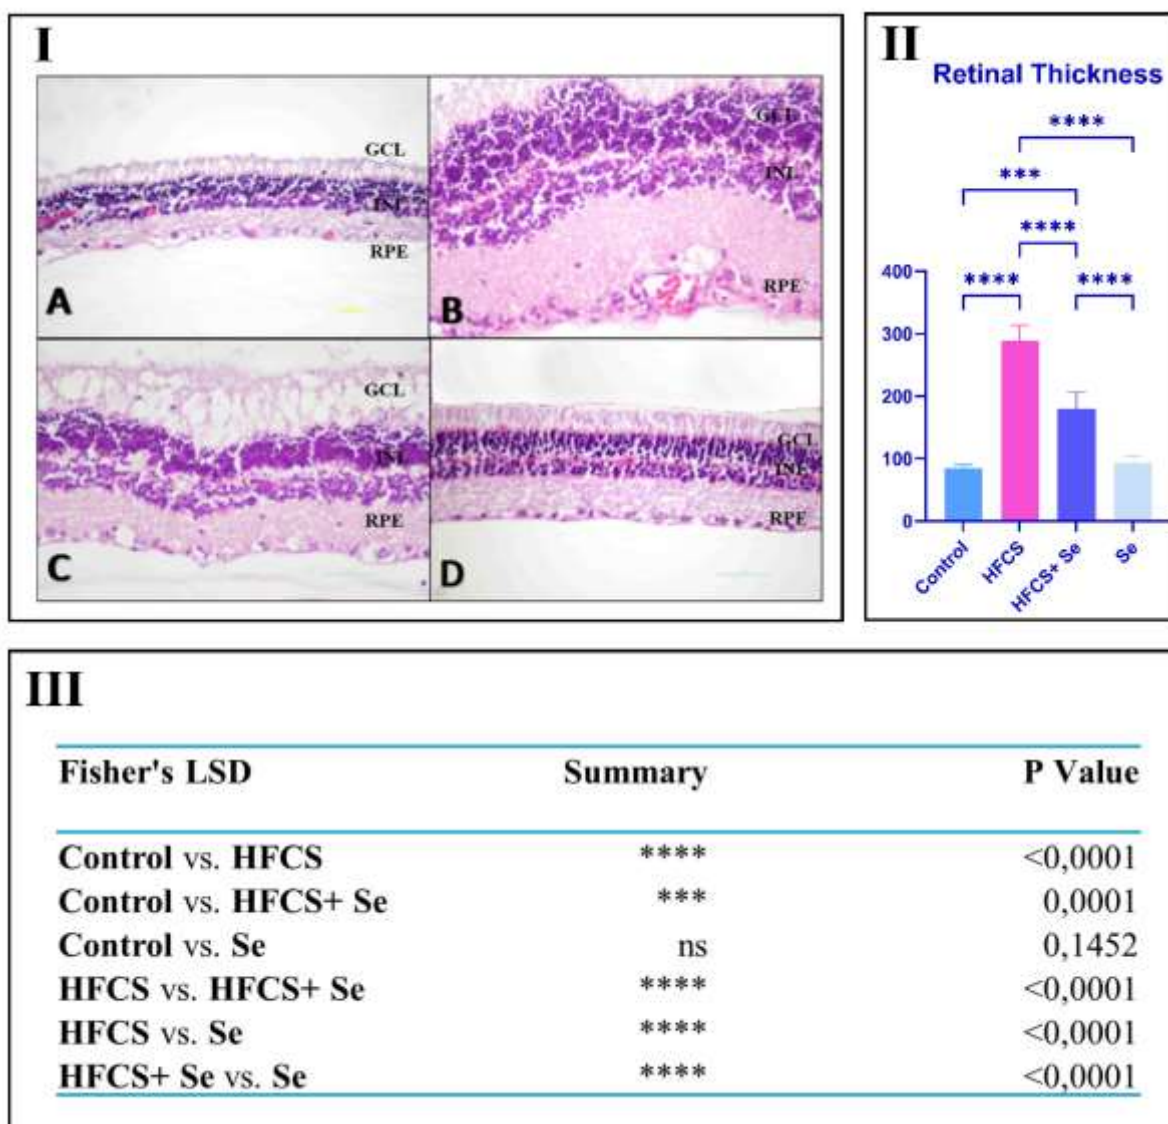 I
GCL
INL
RPE
A
GCL
INL
RPE
B
GCL
INL
RPE
C
GCL
INL
RPE
D
II
Retinal Thickness
****
***
****
**** ****
400
300
200
100
0
Control
HFCS
HFCS+ Se
Se
III
Fisher's LSD Summary P Value
Control vs. HFCS **** <0,0001
Control vs. HFCS+ Se *** 0,0001
Control vs. Se ns 0,1452
HFCS vs. HFCS+ Se **** <0,0001
HFCS vs. Se **** <0,0001
HFCS+ Se vs. Se **** <0,0001